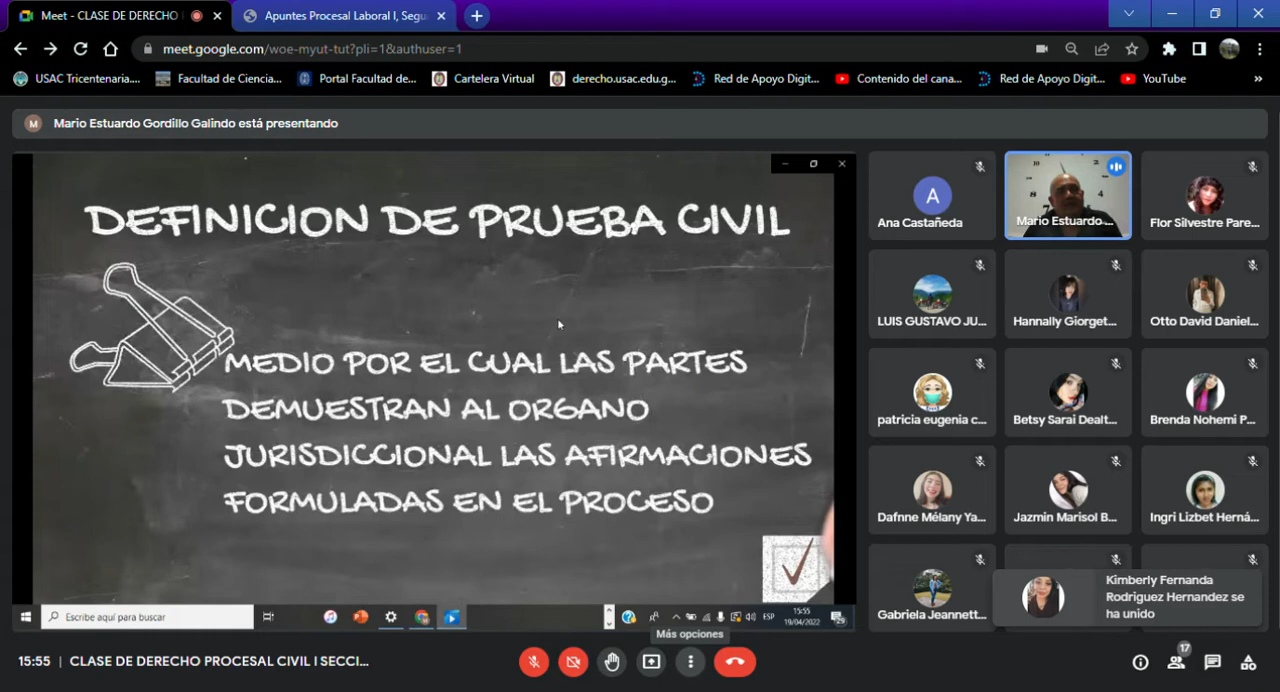 Meet - CLASE DE DERECHO
Apuntes Procesal Laboral I, Segu
meet.google.com/woe-myut-tut?pli=1&authuser=1
USAC Tricentenaria....
Facultad de Ciencia...
Portal Facultad de...
Cartelera Virtual
derecho.usac.edu.g...
Red de Apoyo Digit...
Contenido del cana...
Red de Apoyo Digit...
YouTube
»
M
Mario Estuardo Gordillo Galindo está presentando
DEFINICION DE PRUEBA CIVIL
MEDIO POR EL CUAL LAS PARTES
DEMUESTRAN AL ORGANO
JURISDICCIONAL LAS AFIRMACIONES
FORMULADAS EN EL PROCESO
A
Ana Castañeda
Mario Estuardo ...
Flor Silvestre Pare...
LUIS GUSTAVO JU...
Hannally Giorget...
Otto David Daniel...
patricia eugenia c...
Betsy Sarai Dealt...
Brenda Nohemi P...
Dafnne Mélany Ya...
Jazmin Marisol B...
Ingri Lizbet Herná...
Gabriela Jeannett...
Kimberly Fernanda
Rodriguez Hernandez se
ha unido
Escribe aquí para buscar
ESP
15:55
19/04/2022
Más opciones
15:55 | CLASE DE DERECHO PROCESAL CIVIL I SECCI...
17